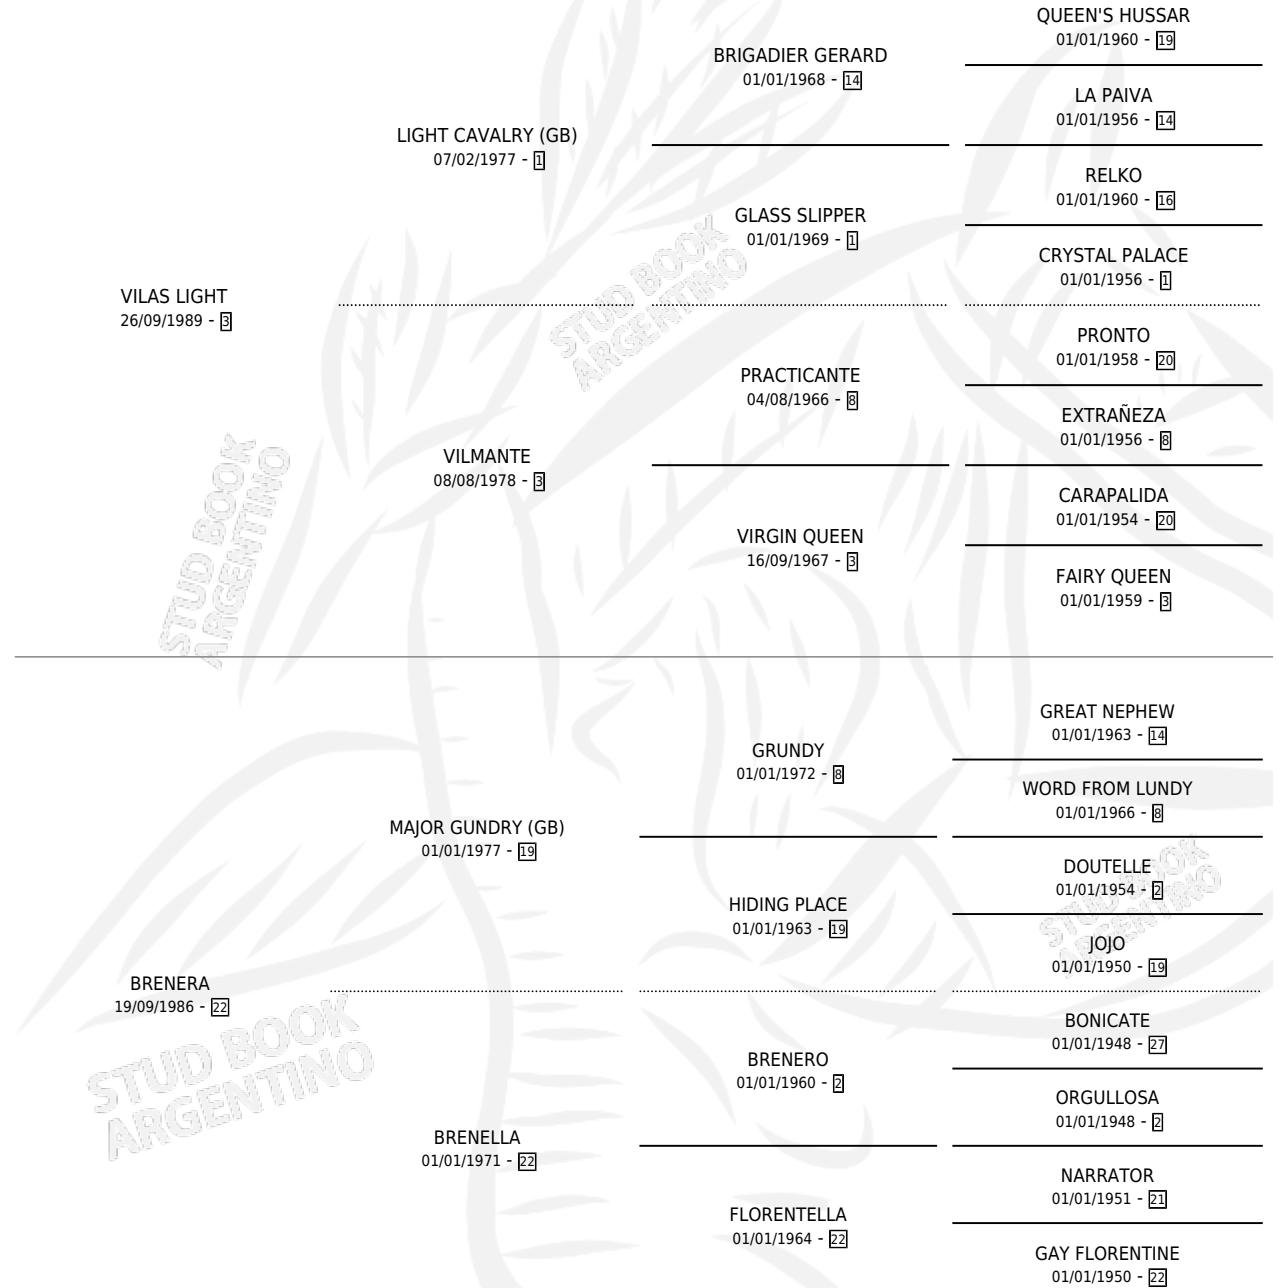 QUEEN'S HUSSAR
01/01/1960 - 19
BRIGADIER GERARD
01/01/1968 - 14
LA PAIVA
01/01/1956 - 14
LIGHT CAVALRY (GB)
07/02/1977 - 1
RELKO
01/01/1960 - 16
GLASS SLIPPER
01/01/1969 - 1
CRYSTAL PALACE
01/01/1956 - 1
VILAS LIGHT
26/09/1989 - 3
PRONTO
01/01/1958 - 20
PRACTICANTE
04/08/1966 - 8
EXTRAÑEZA
01/01/1956 - 8
VILMANTE
08/08/1978 - 3
CARAPALIDA
01/01/1954 - 20
VIRGIN QUEEN
16/09/1967 - 3
FAIRY QUEEN
01/01/1959 - 3
GREAT NEPHEW
01/01/1963 - 14
GRUNDY
01/01/1972 - 8
WORD FROM LUNDY
01/01/1966 - 8
MAJOR GUNDRY (GB)
01/01/1977 - 19
DOUTELLE
01/01/1954 - 2
HIDING PLACE
01/01/1963 - 19
JOJO
01/01/1950 - 19
BRENERA
19/09/1986 - 22
BONICATE
01/01/1948 - 27
BRENERO
01/01/1960 - 2
ORGULLOSA
01/01/1948 - 2
BRENELLA
01/01/1971 - 22
NARRATOR
01/01/1951 - 21
FLORENTELLA
01/01/1964 - 22
GAY FLORENTINE
01/01/1950 - 22
STUD BOOK
ARGENTINO
STUD BOOK
ARGENTINO
STUD BOOK
ARGENTINO
STUD BOOK
ARGENTINO